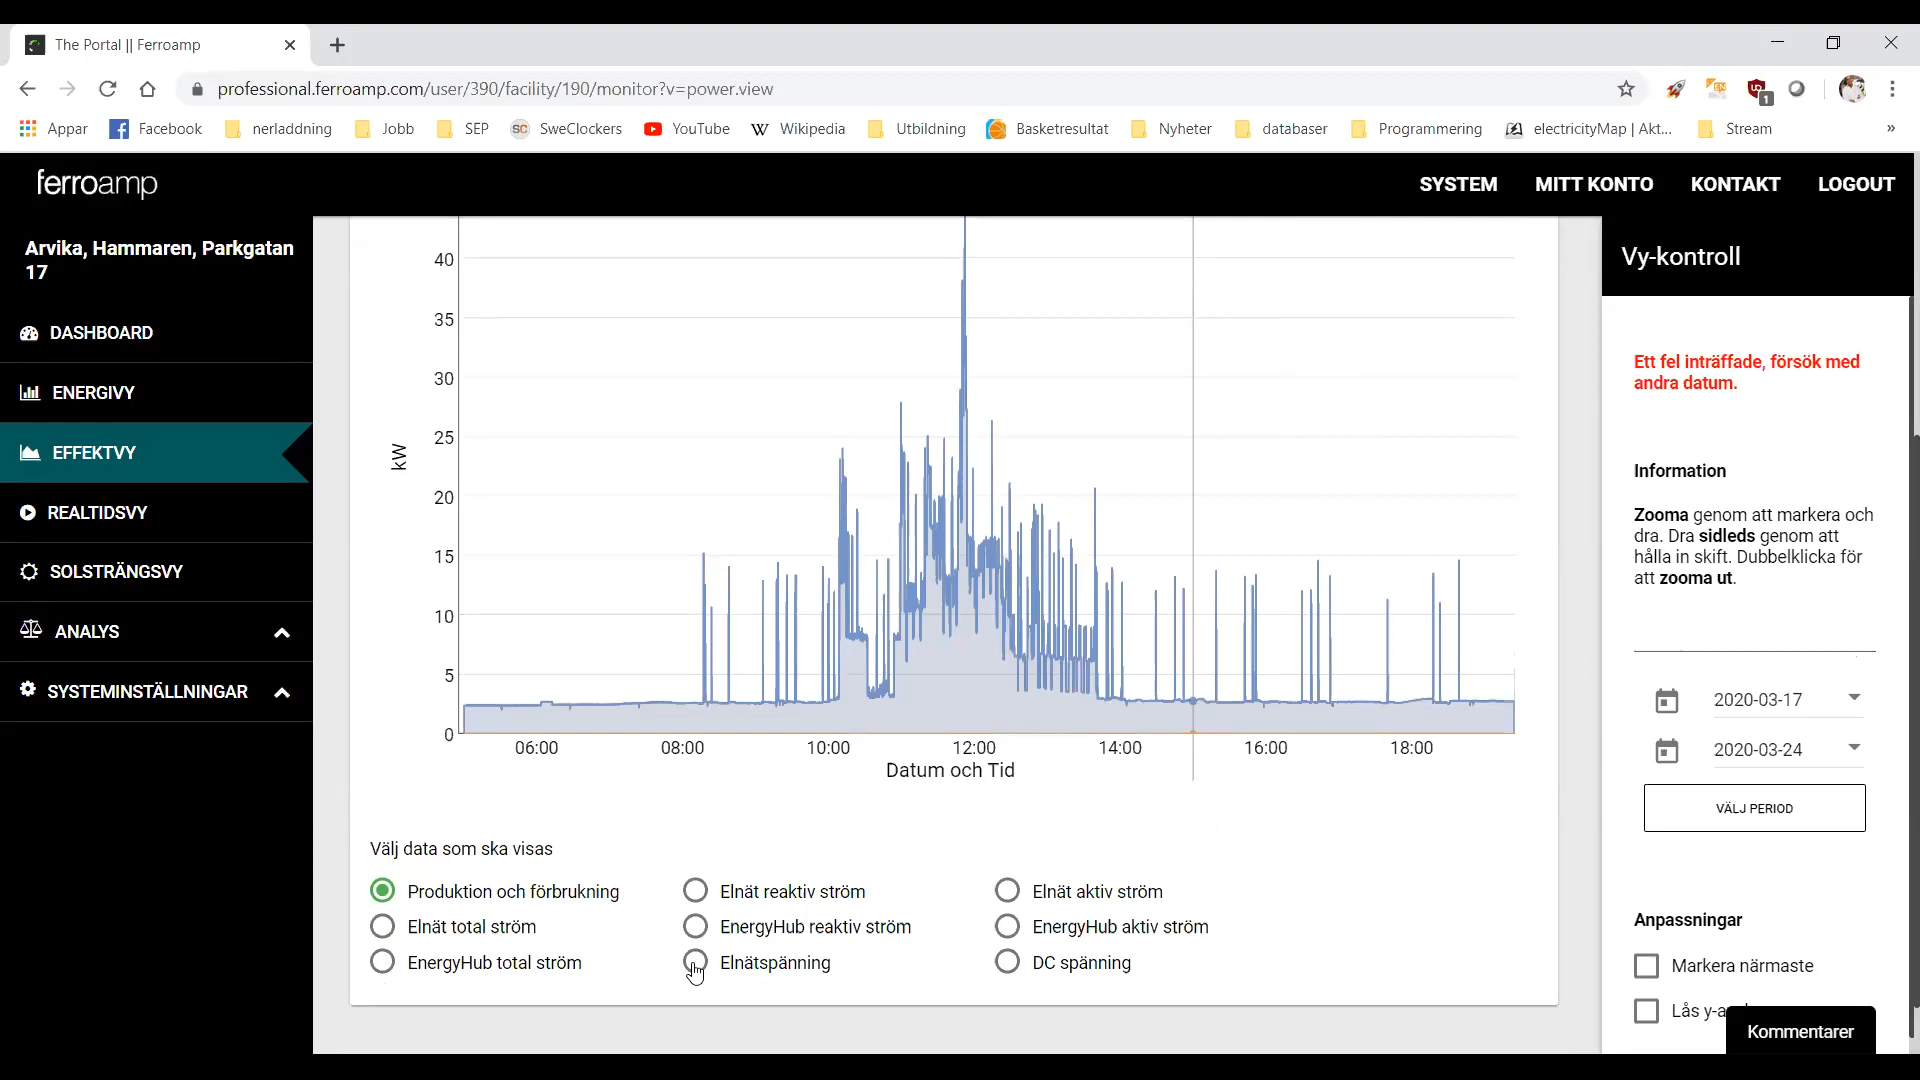 The Portal || Ferroamp
professional.ferroamp.com/user/390/facility/190/monitor?v=power.view
EN
UD
1
Appar
Facebook
nerladdning
Jobb
SEP
SC SweClockers
YouTube
W Wikipedia
Utbildning
Basketresultat
Nyheter
databaser
Programmering
electricityMap | Akt...
Stream
»
ferroamp
SYSTEM
MITT KONTO
KONTAKT
LOGOUT
Arvika, Hammaren, Parkgatan
17
DASHBOARD
ENERGIVY
EFFEKTVY
REALTIDSVY
SOLSTRÄNGSVY
ANALYS
SYSTEMINSTÄLLNINGAR
40
35
30
25
20
15
10
5
0
kW
06:00
08:00
10:00
12:00
14:00
16:00
18:00
Datum och Tid
Välj data som ska visas
Produktion och förbrukning
Elnät reaktiv ström
Elnät aktiv ström
Elnät total ström
EnergyHub reaktiv ström
EnergyHub aktiv ström
EnergyHub total ström
Elnätspänning
DC spänning
Vy-kontroll
Ett fel inträffade, försök med
andra datum.
Information
Zooma genom att markera och
dra. Dra sidleds genom att
hålla in skift. Dubbelklicka för
att zooma ut.
2020-03-17
2020-03-24
VÄLJ PERIOD
Anpassningar
Markera närmaste
Lås
Kommentarer